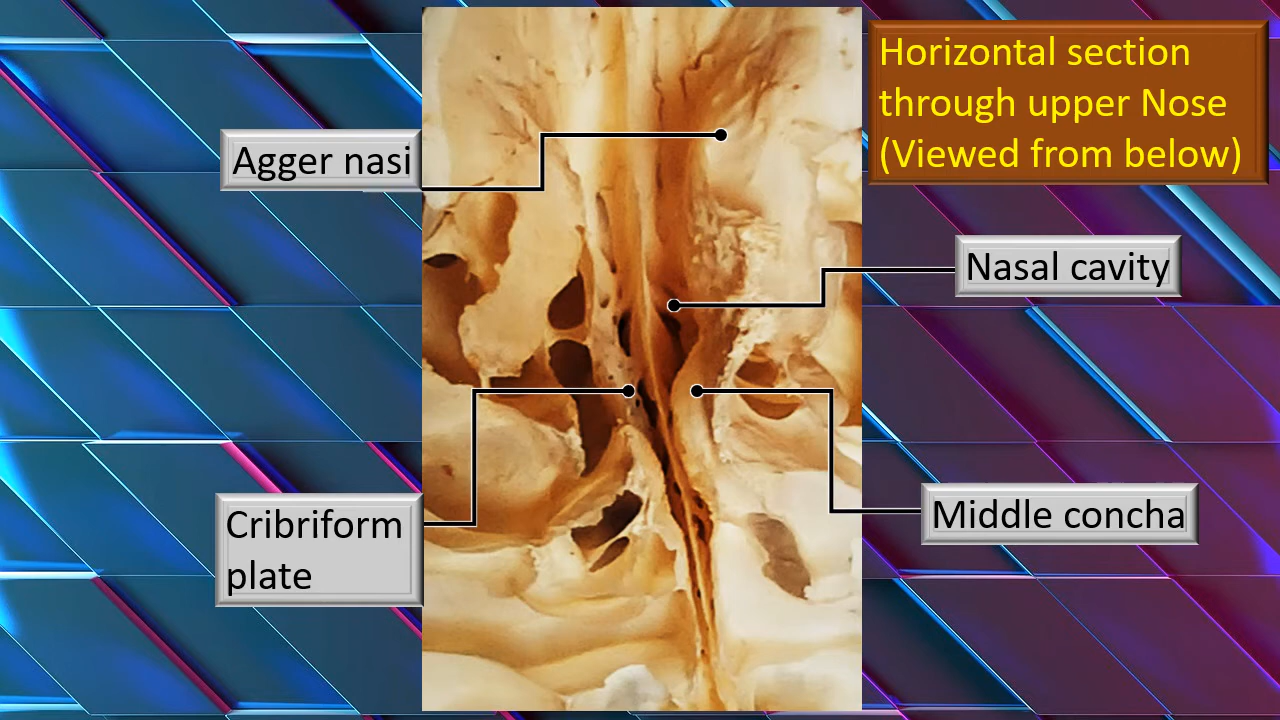 Horizontal section
through upper Nose
(Viewed from below)
Agger nasi
Nasal cavity
Cribriform
plate
Middle concha